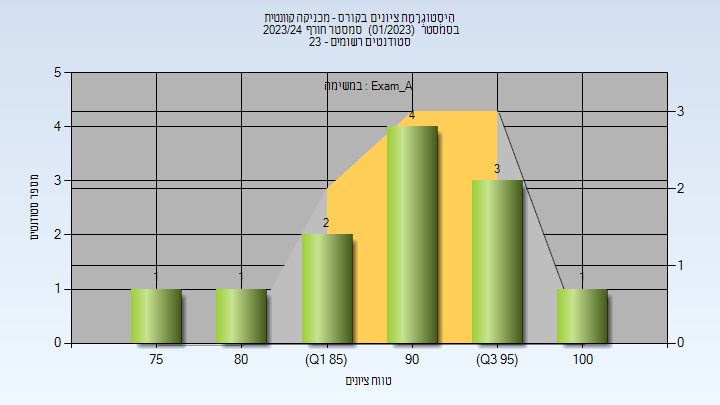 הִיסְטוֹגְרַמַת ציונים בקורס - מכניקה קוונטית
בסמסטר (01/2023) סמסטר חורף 2023/24
סטודנטים רשומים - 23
במשימה : Exam_A
מספר סטודנטים
5
4
3
2
1
0
3
2
1
0
1
1
2
4
3
1
75
80
(Q1 85)
90
(Q3 95)
100
טווח ציונים